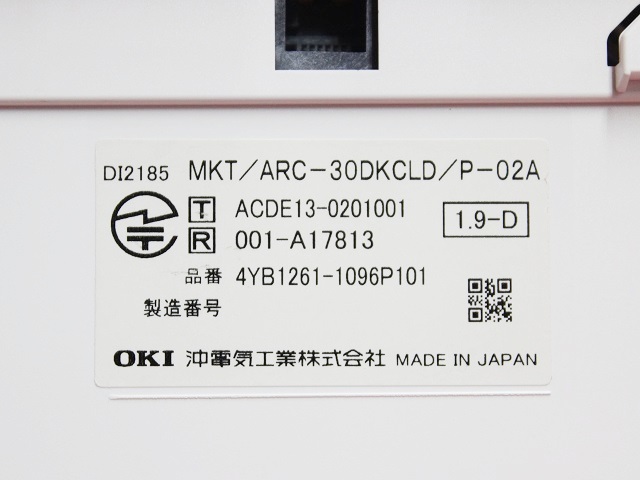 DI2185 MKT/ARC-30DKCLD/P-02A
T ACDE13-0201001
R 001-A17813
1.9-D
品番 4YB1261-1096P101
製造番号
OKI 沖電気工業株式会社 MADE IN JAPAN